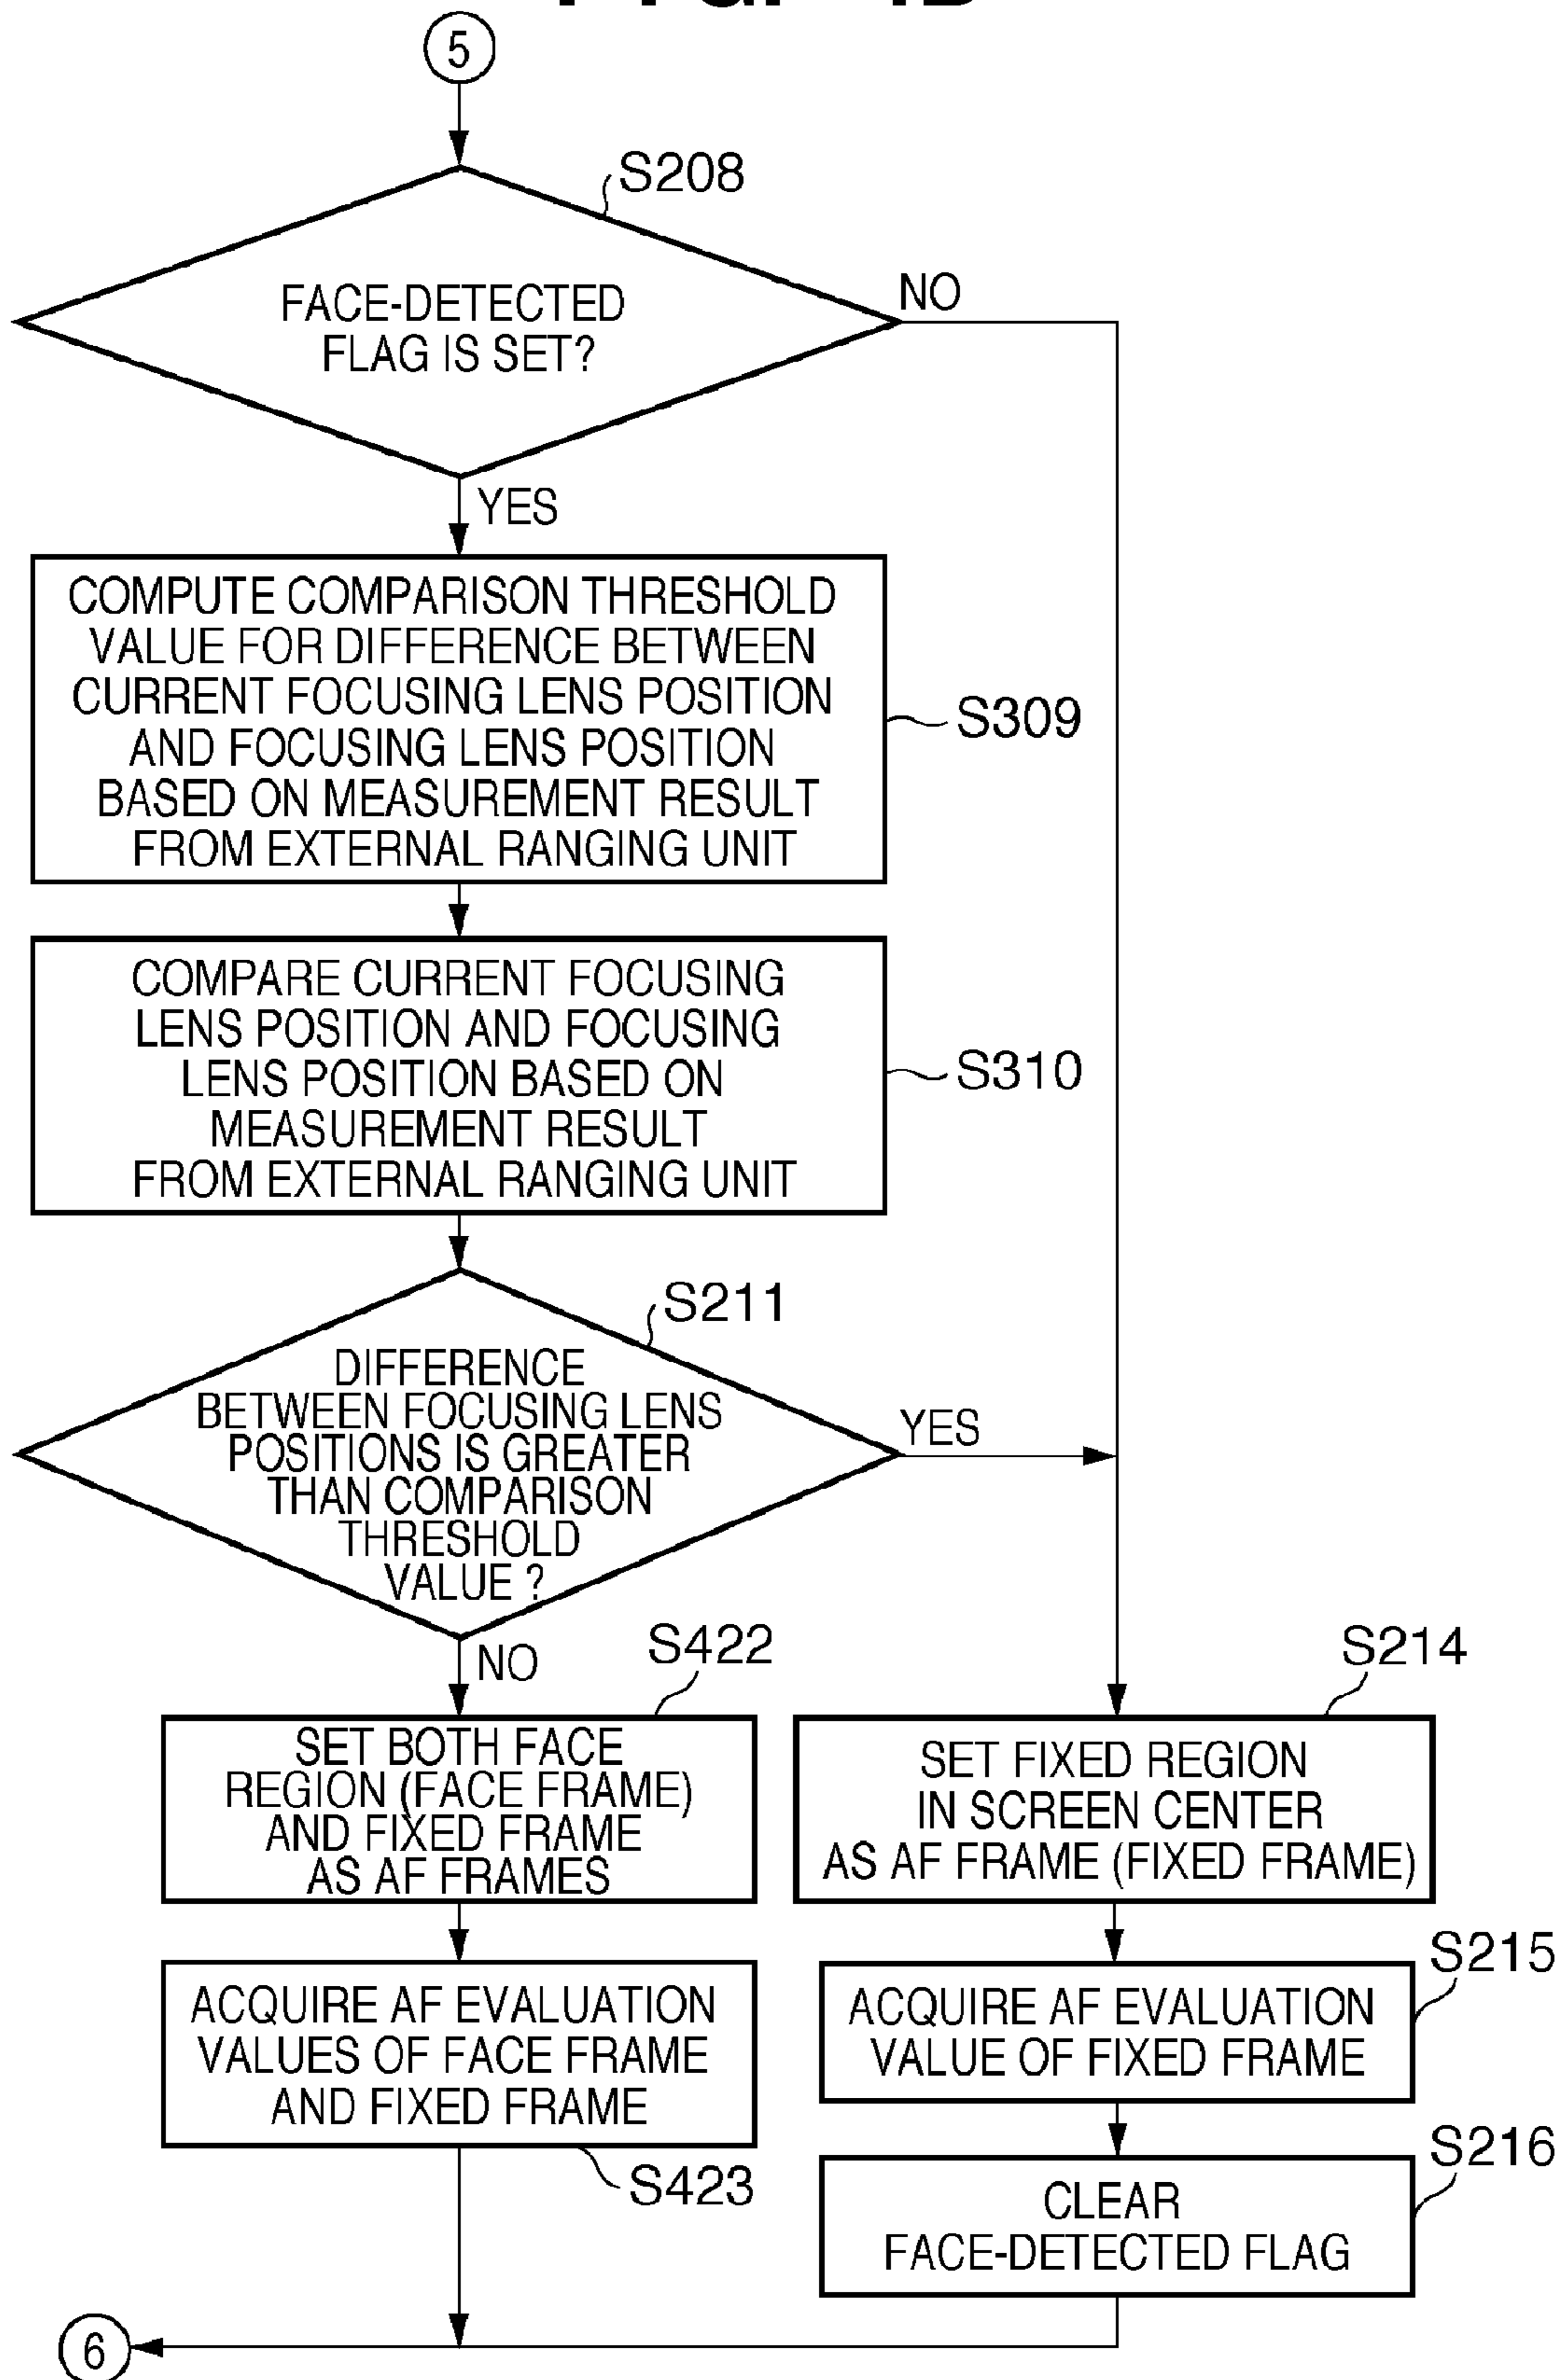 5
S208
FACE-DETECTED
FLAG IS SET?
NO
YES
COMPUTE COMPARISON THRESHOLD
VALUE FOR DIFFERENCE BETWEEN
CURRENT FOCUSING LENS POSITION
AND FOCUSING LENS POSITION
BASED ON MEASUREMENT RESULT
FROM EXTERNAL RANGING UNIT
S309
COMPARE CURRENT FOCUSING
LENS POSITION AND FOCUSING
LENS POSITION BASED ON
MEASUREMENT RESULT
FROM EXTERNAL RANGING UNIT
S310
S211
DIFFERENCE
BETWEEN FOCUSING LENS
POSITIONS IS GREATER
THAN COMPARISON
THRESHOLD
VALUE ?
YES
NO
S422
SET BOTH FACE
REGION (FACE FRAME)
AND FIXED FRAME
AS AF FRAMES
S214
SET FIXED REGION
IN SCREEN CENTER
AS AF FRAME (FIXED FRAME)
ACQUIRE AF EVALUATION
VALUES OF FACE FRAME
AND FIXED FRAME
S423
S215
ACQUIRE AF EVALUATION
VALUE OF FIXED FRAME
S216
CLEAR
FACE-DETECTED FLAG
6